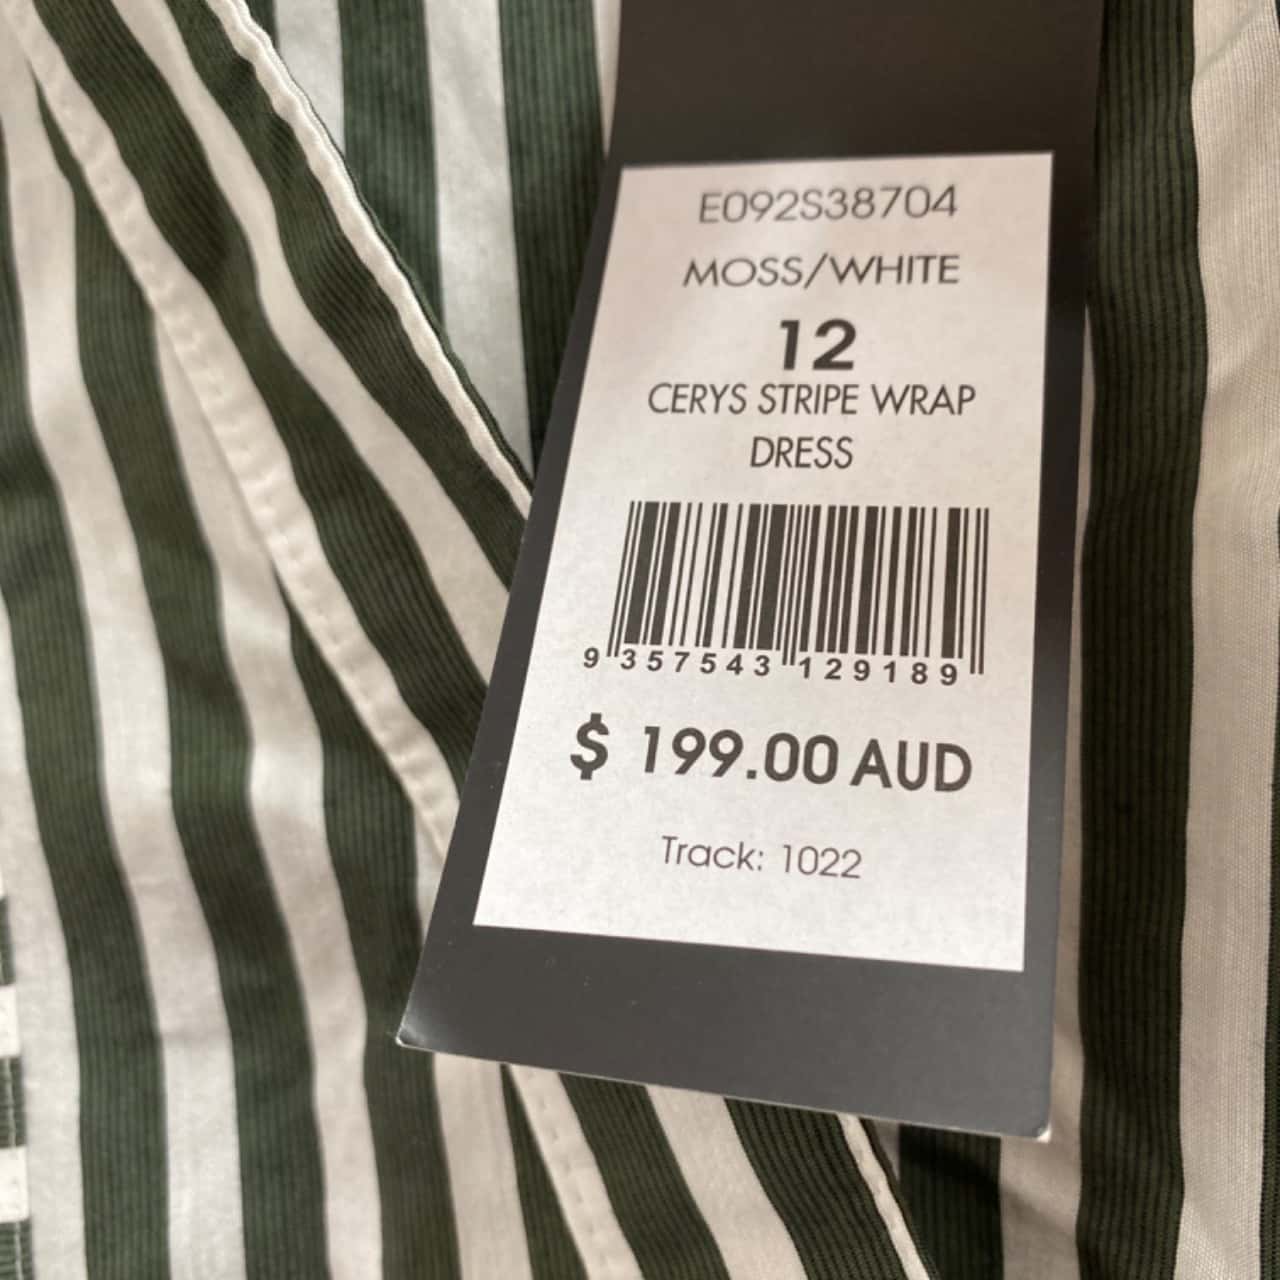 E092S38704
MOSS/WHITE
12
CERYS STRIPE WRAP
DRESS
9 357543 129189
$ 199.00 AUD
Track: 1022